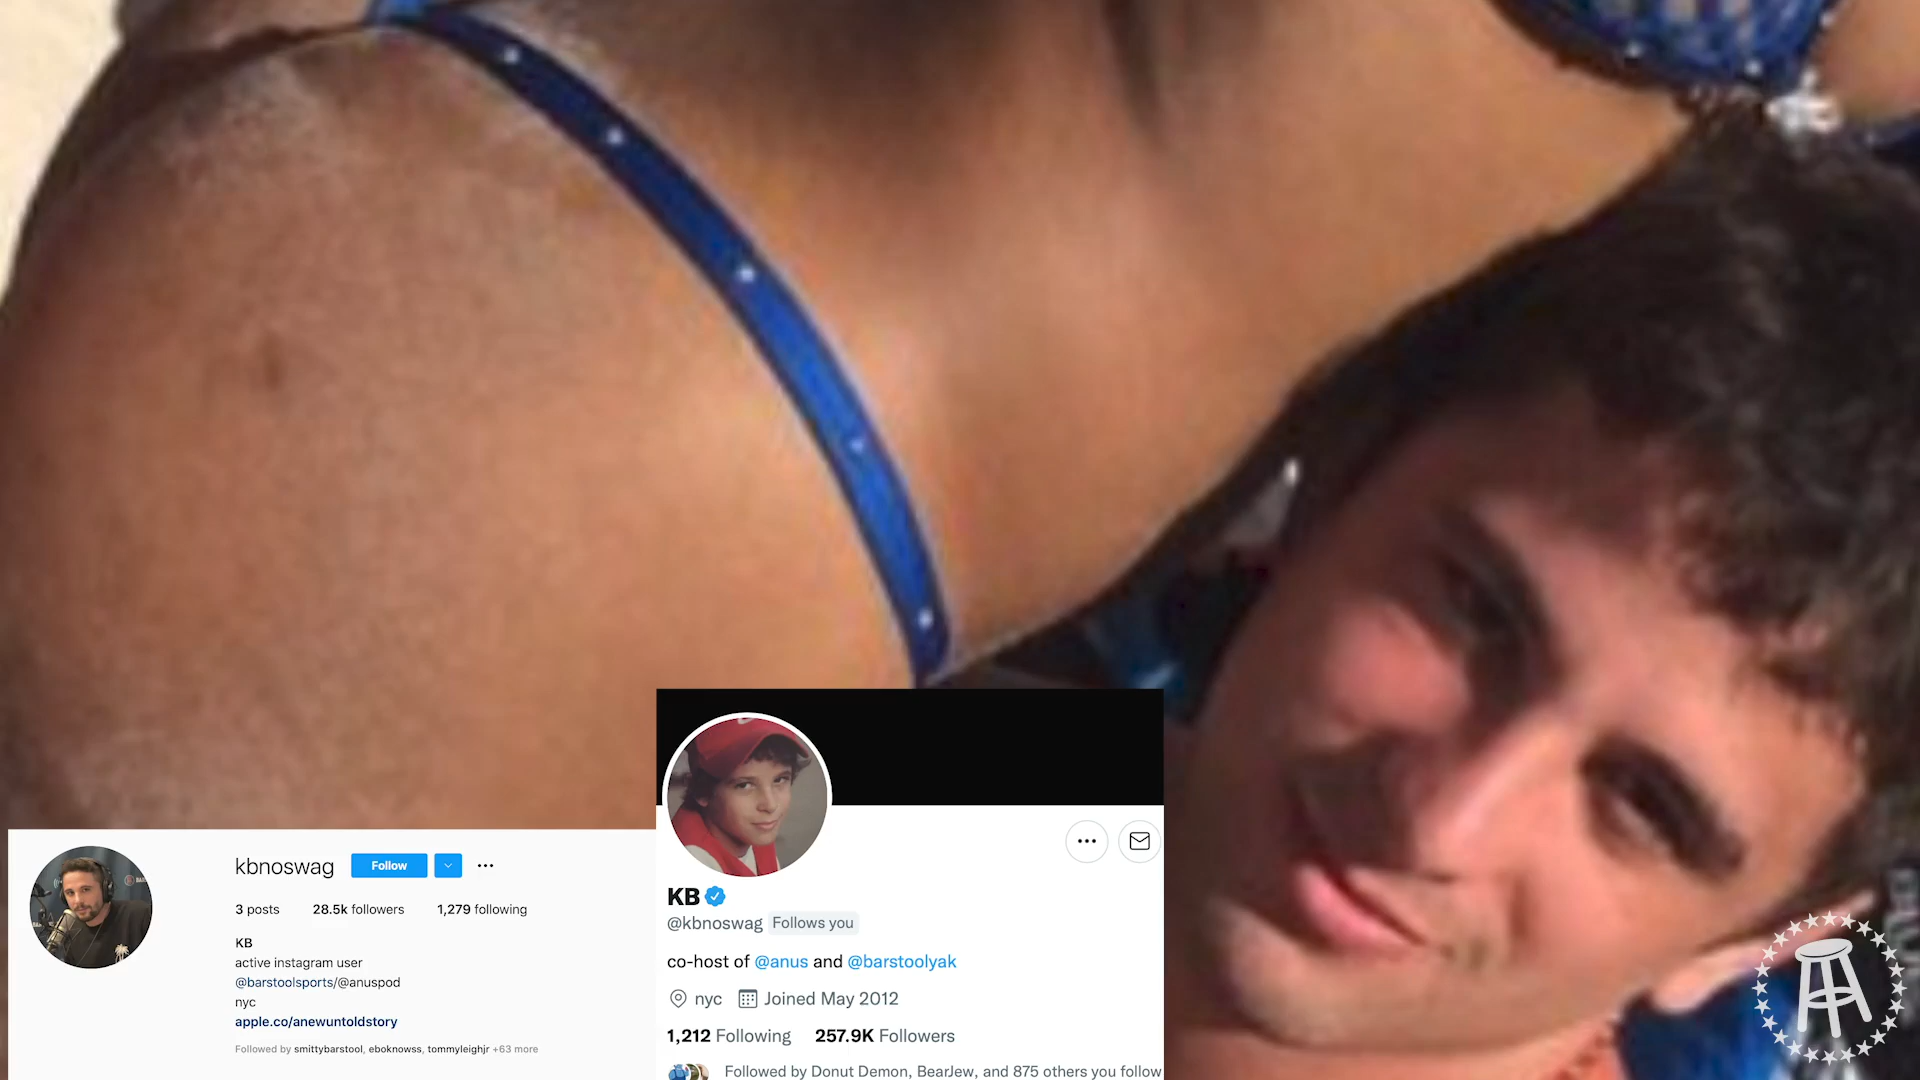 kbnoswag Follow
3 posts 28.5k followers 1,279 following
KB
active instagram user
@barstoolsports/@anuspod
nyc
apple.co/anewuntoldstory
Followed by smittybarstool, eboknowss, tommyleighjr +63 more
KB
@kbnoswag Follows you
co-host of @anus and @barstoolyak
nyc Joined May 2012
1,212 Following 257.9K Followers
Followed by Donut Demon, BearJew, and 875 others you follow